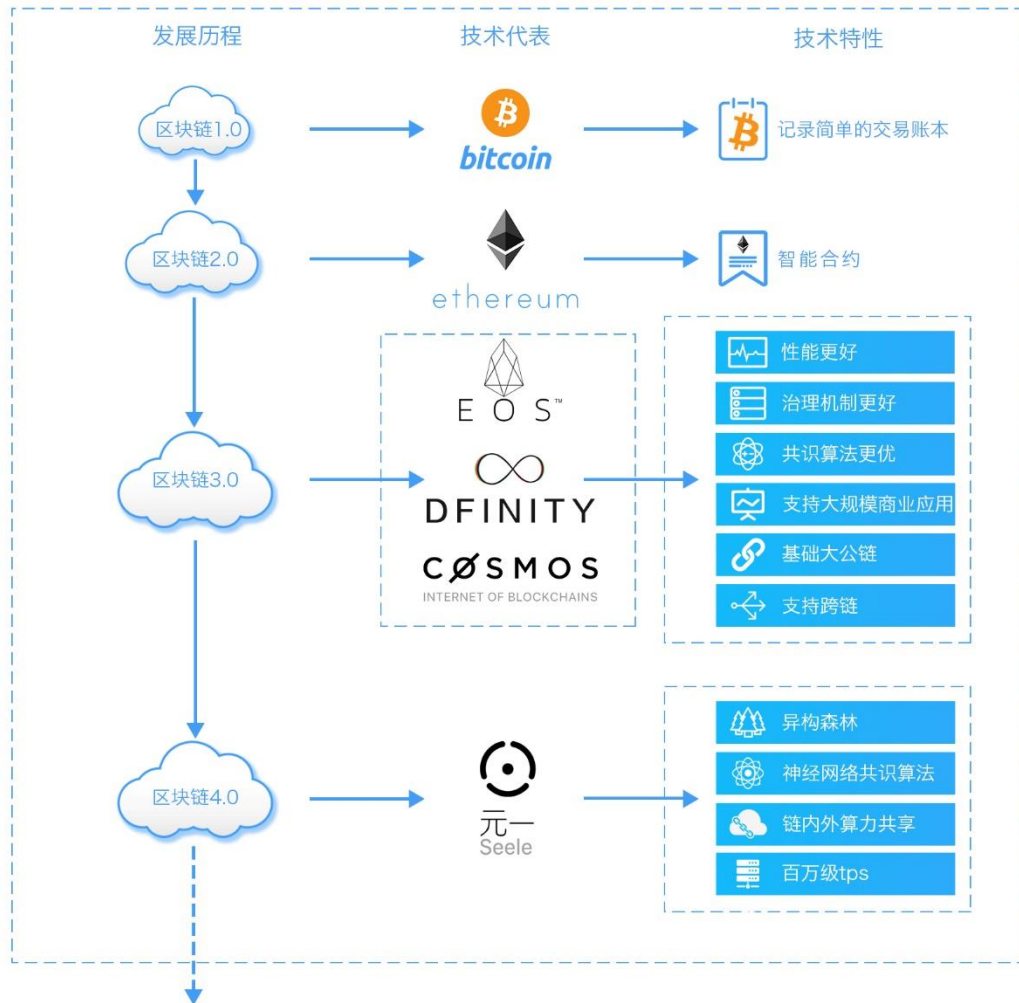 发展历程
技术代表
技术特性
区块链1.0
bitcoin
记录简单的交易账本
区块链2.0
ethereum
智能合约
区块链3.0
EOS™
DFINITY
CØSMOS
INTERNET OF BLOCKCHAINS
性能更好
治理机制更好
共识算法更优
支持大规模商业应用
基础大公链
支持跨链
区块链4.0
元一
Seele
异构森林
神经网络共识算法
链内外算力共享
百万级tps